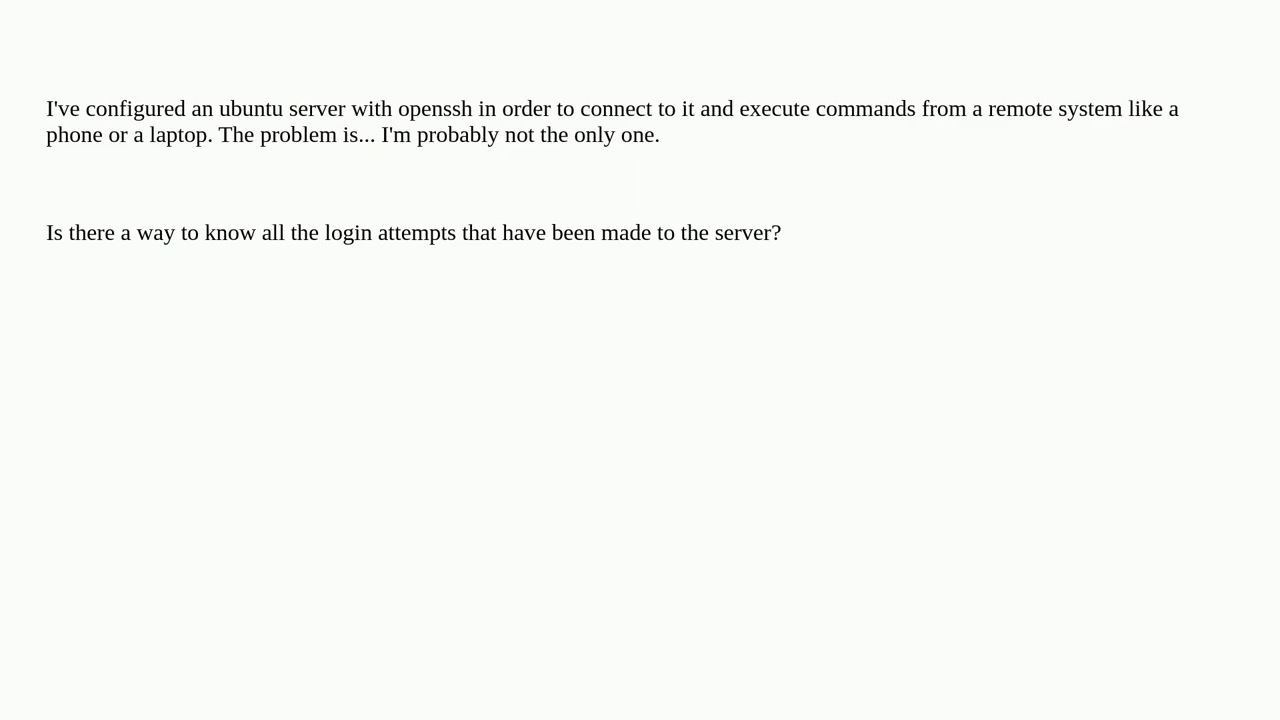 I've configured an ubuntu server with openssh in order to connect to it and execute commands from a remote system like a
phone or a laptop. The problem is... I'm probably not the only one.
Is there a way to know all the login attempts that have been made to the server?